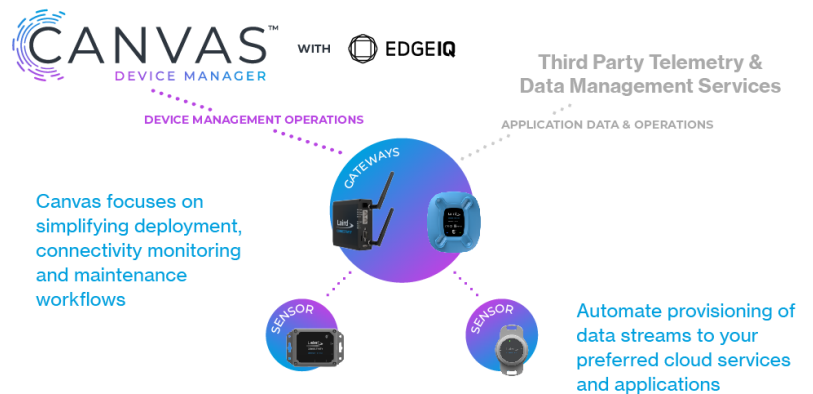 CANVAS™
DEVICE MANAGER
WITH
EDGEIQ
Third Party Telemetry &
Data Management Services
DEVICE MANAGEMENT OPERATIONS
APPLICATION DATA & OPERATIONS
GATEWAYS
Laird
Canvas focuses on
simplifying deployment,
connectivity monitoring
and maintenance
workflows
SENSOR
SENSOR
Automate provisioning of
data streams to your
preferred cloud services
and applications